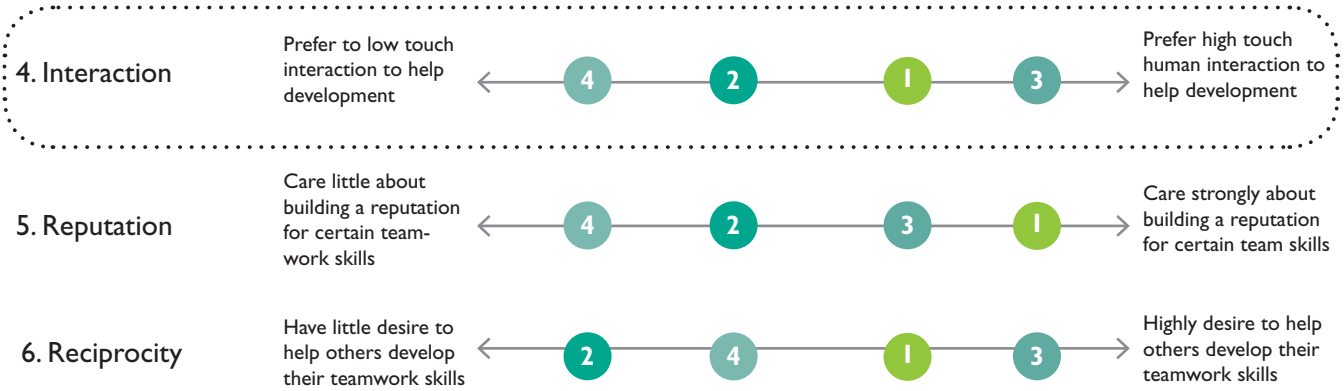 4. Interaction
Prefer to low touch
interaction to help
development
4
2
1
3
Prefer high touch
human interaction to
help development
5. Reputation
Care little about
building a reputation
for certain team-
work skills
4
2
3
1
Care strongly about
building a reputation
for certain team skills
6. Reciprocity
Have little desire to
help others develop
their teamwork skills
2
4
1
3
Highly desire to help
others develop their
teamwork skills